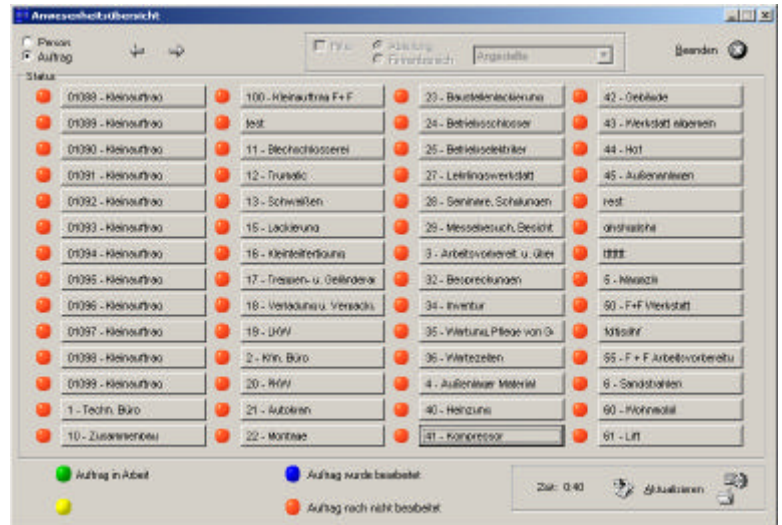 Anwesenheitsübersicht
Person
Auftrag
Abteilung
Firmenbereich
Angestellte
Beenden
Status
01088 - Kleinauftrag
100 - Kleinauftrag F+F
23 - Baustellenlackierung
42 - Gebäude
01089 - Kleinauftrag
test
24 - Betriebsschlosser
43 - Werkstatt allgemein
01090 - Kleinauftrag
11 - Blechschlosserei
25 - Betriebselektriker
44 - Hof
01091 - Kleinauftrag
12 - Trumatic
27 - Lehrlingswerkstatt
45 - Außenanlagen
01092 - Kleinauftrag
13 - Schweißen
28 - Seminare, Schulungen
rest
01093 - Kleinauftrag
15 - Lackierung
29 - Messebesuch, Besicht
01094 - Kleinauftrag
16 - Kleinteilfertigung
3 - Arbeitsvorbereit. u. über
01095 - Kleinauftrag
17 - Treppen- u. Geländerar
32 - Besprechungen
5 - Magazin
01096 - Kleinauftrag
18 - Verladung u. Verpacku
34 - Inventur
50 - F+F Werkstatt
01097 - Kleinauftrag
19 - LKW
35 - Wartung, Pflege von G
01098 - Kleinauftrag
2 - Kfm. Büro
36 - Wartezeiten
55 - F + F Arbeitsvorbereitu
01099 - Kleinauftrag
20 - PKW
4 - Außenlager Material
6 - Sandstrahlen
1 - Techn. Büro
21 - Autokran
40 - Heizung
60 - Wohnmobil
10 - Zusammenbau
22 - Montage
41 - Kompressor
61 - Lift
Auftrag in Arbeit
Auftrag wurde bearbeitet
Auftrag noch nicht bearbeitet
Zeit: 0:40
Aktualisieren